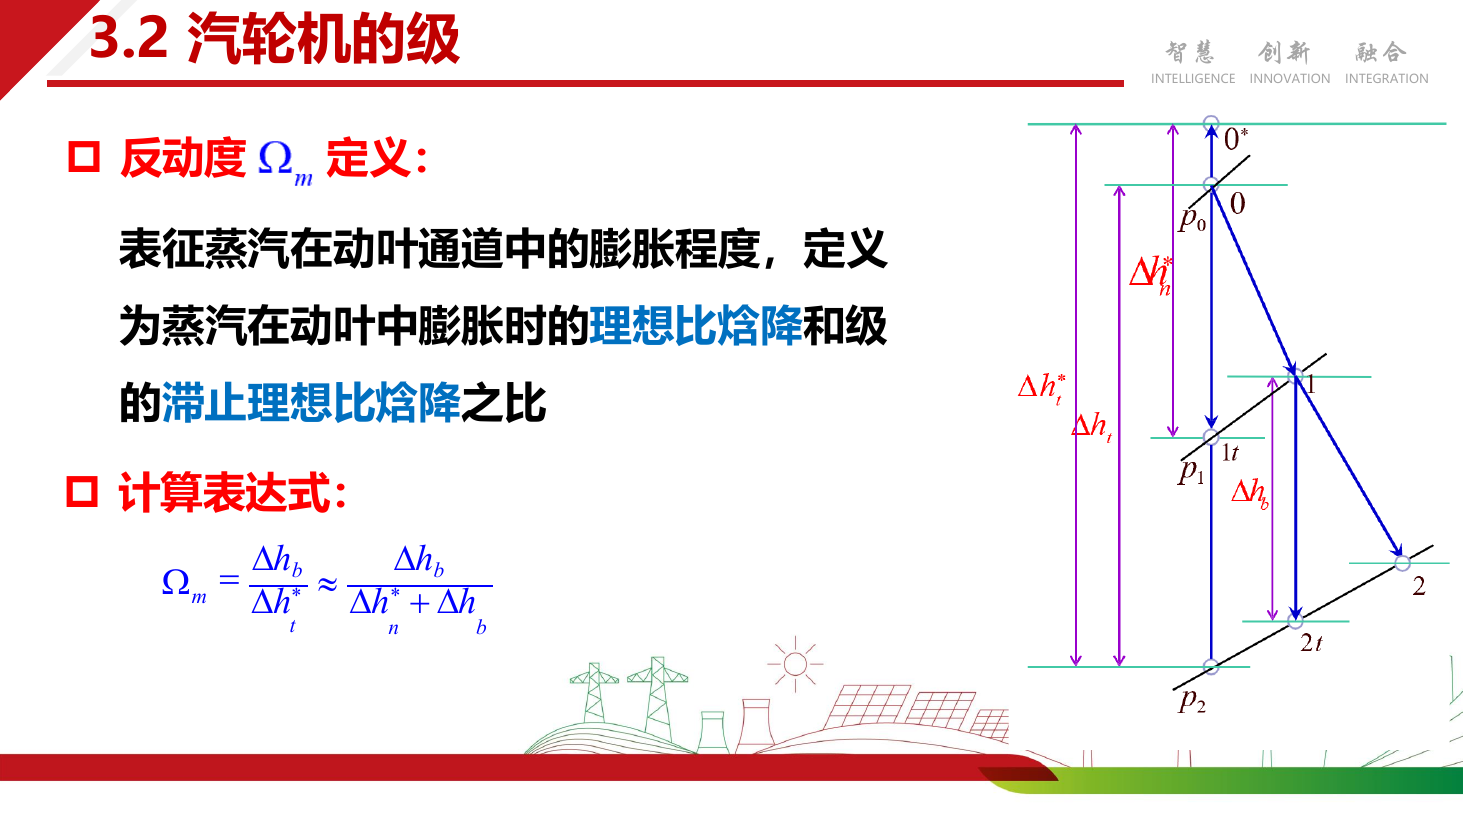 3.2 汽轮机的级
智慧 创新 融合
INTELLIGENCE INNOVATION INTEGRATION
反动度 Ωm 定义：
表征蒸汽在动叶通道中的膨胀程度，定义
为蒸汽在动叶中膨胀时的理想比焓降和级
的滞止理想比焓降之比
计算表达式：
Ωm = Δhb / Δht* ≈ Δhb / (Δhn* + Δhb)
0*
0
p0
Δhn*
Δht*
1
Δht
1t
p1
Δhb
2
2t
p2